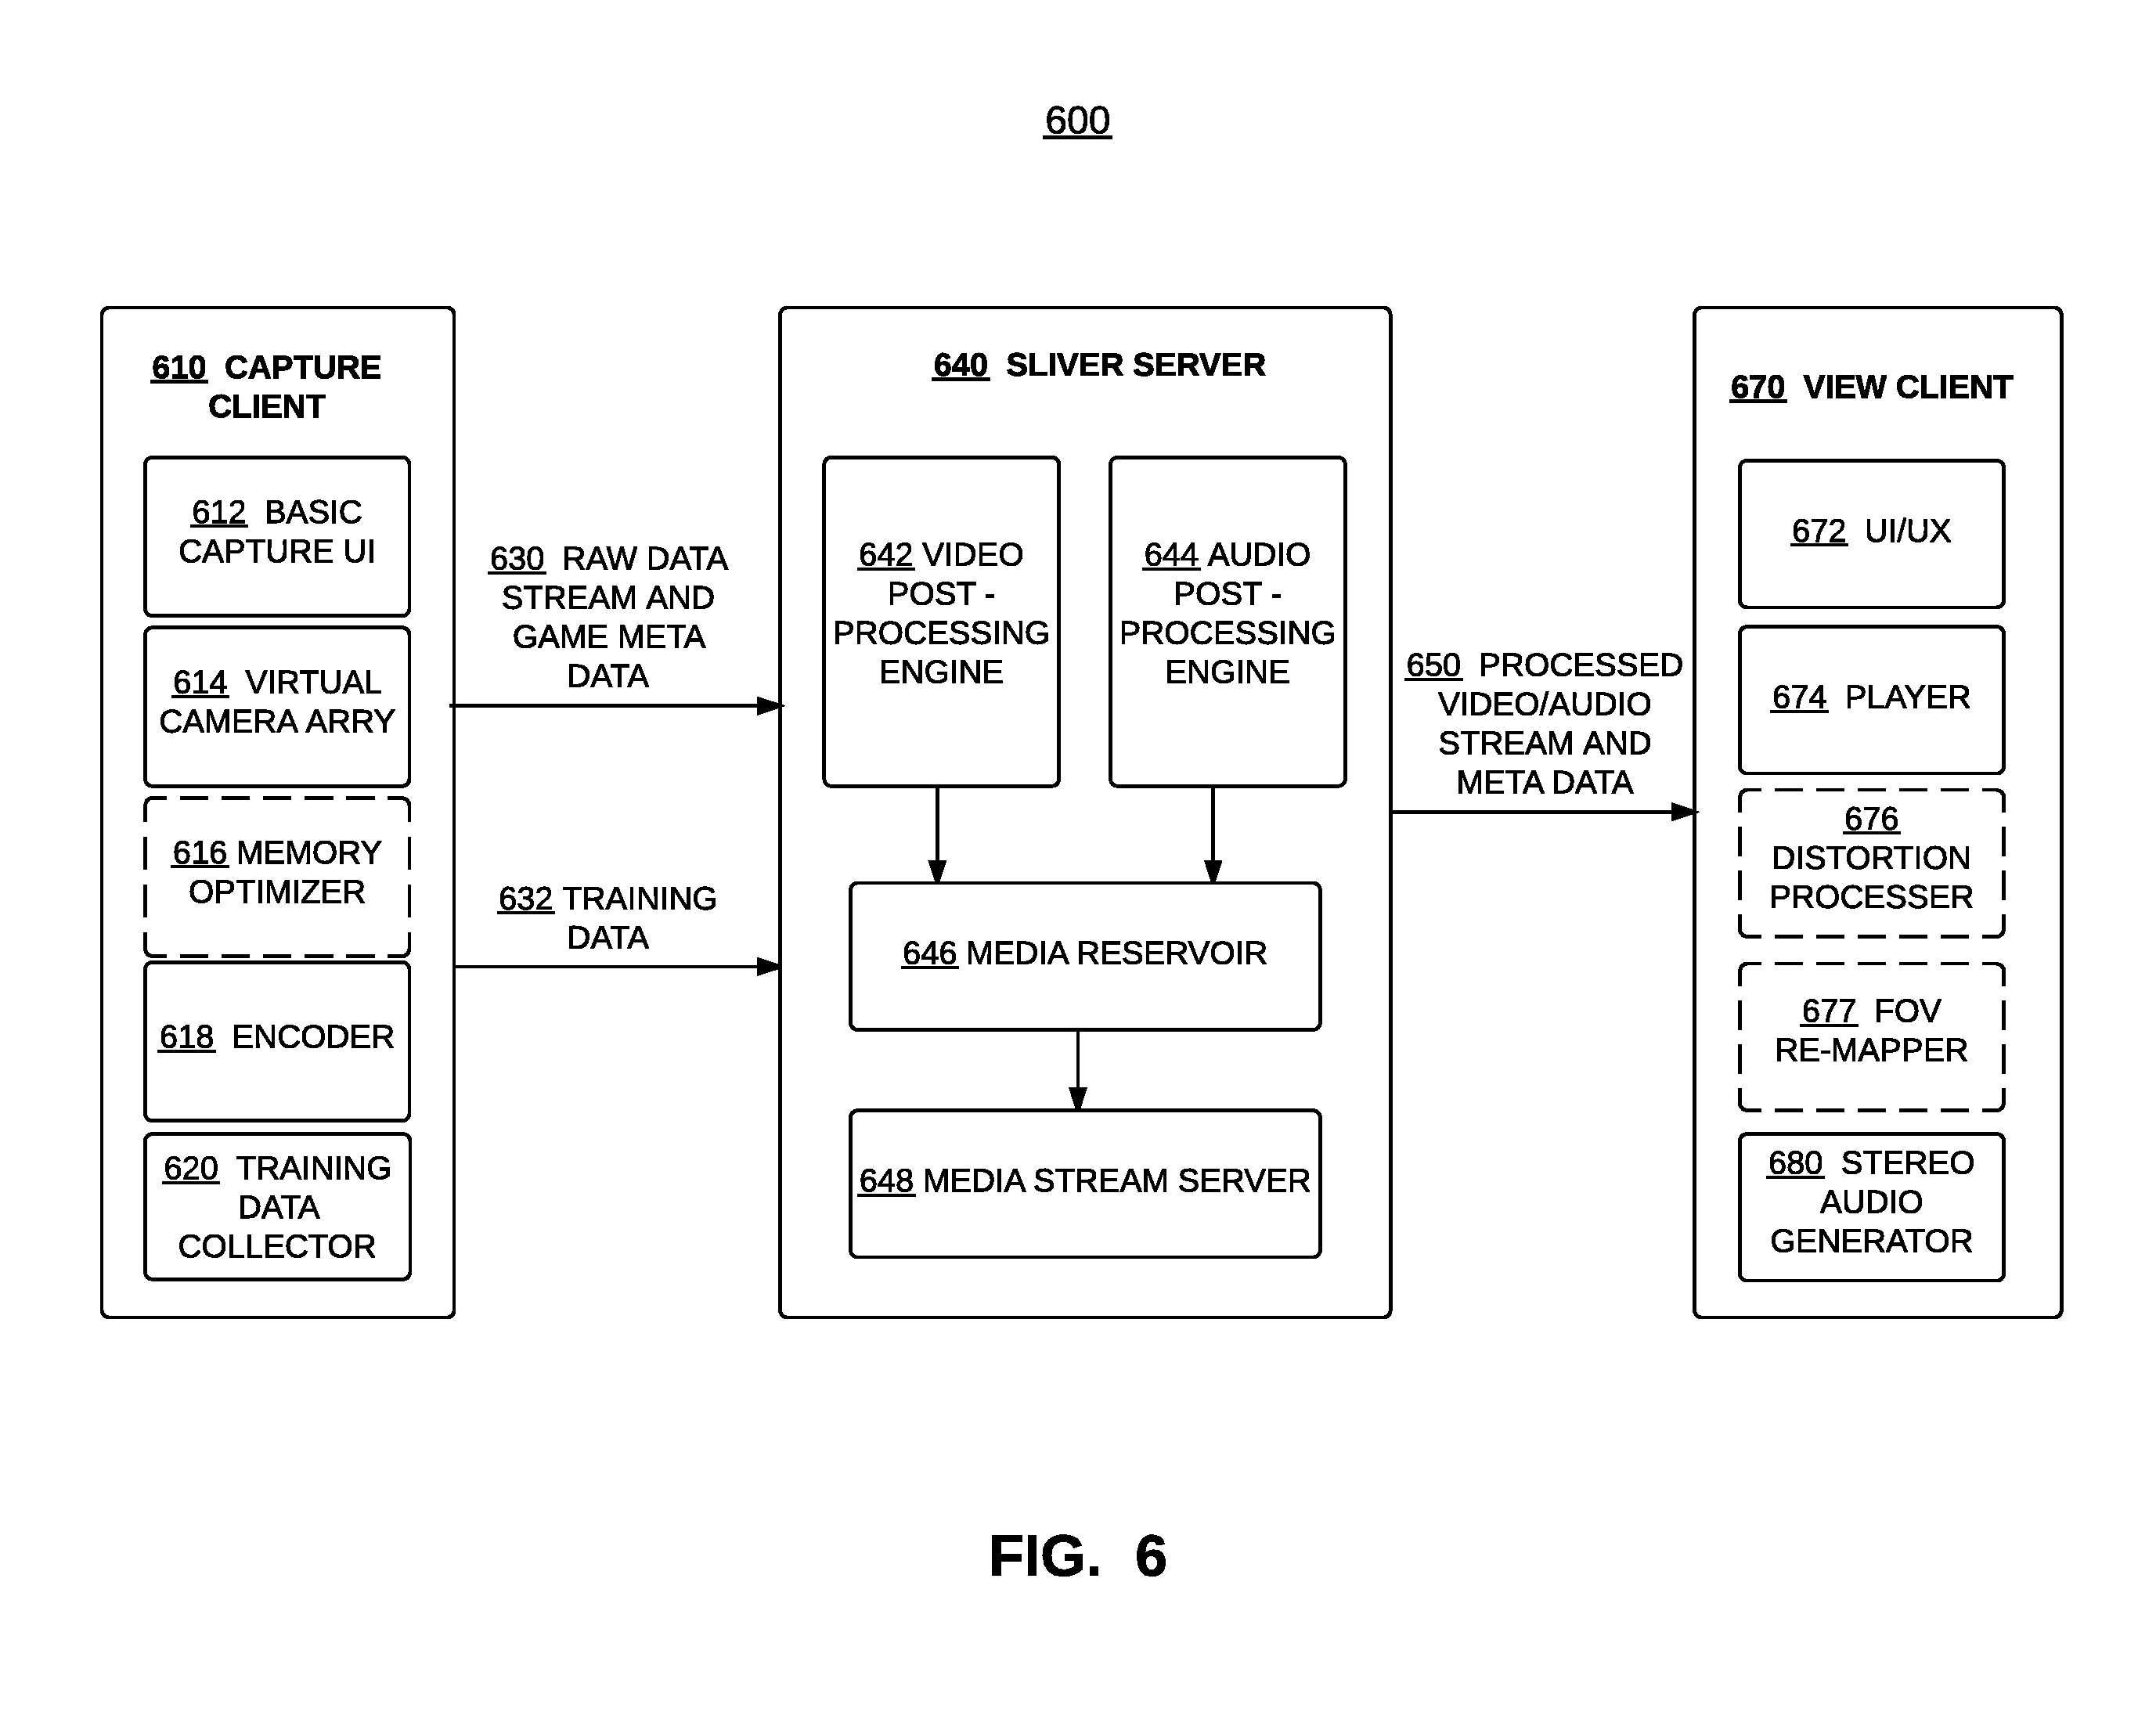 600
610 CAPTURE
CLIENT
612 BASIC
CAPTURE UI
614 VIRTUAL
CAMERA ARRY
616 MEMORY
OPTIMIZER
618 ENCODER
620 TRAINING
DATA
COLLECTOR
630 RAW DATA
STREAM AND
GAME META
DATA
632 TRAINING
DATA
640 SLIVER SERVER
642 VIDEO
POST -
PROCESSING
ENGINE
644 AUDIO
POST -
PROCESSING
ENGINE
646 MEDIA RESERVOIR
648 MEDIA STREAM SERVER
650 PROCESSED
VIDEO/AUDIO
STREAM AND
META DATA
670 VIEW CLIENT
672 UI/UX
674 PLAYER
676
DISTORTION
PROCESSER
677 FOV
RE-MAPPER
680 STEREO
AUDIO
GENERATOR
FIG. 6